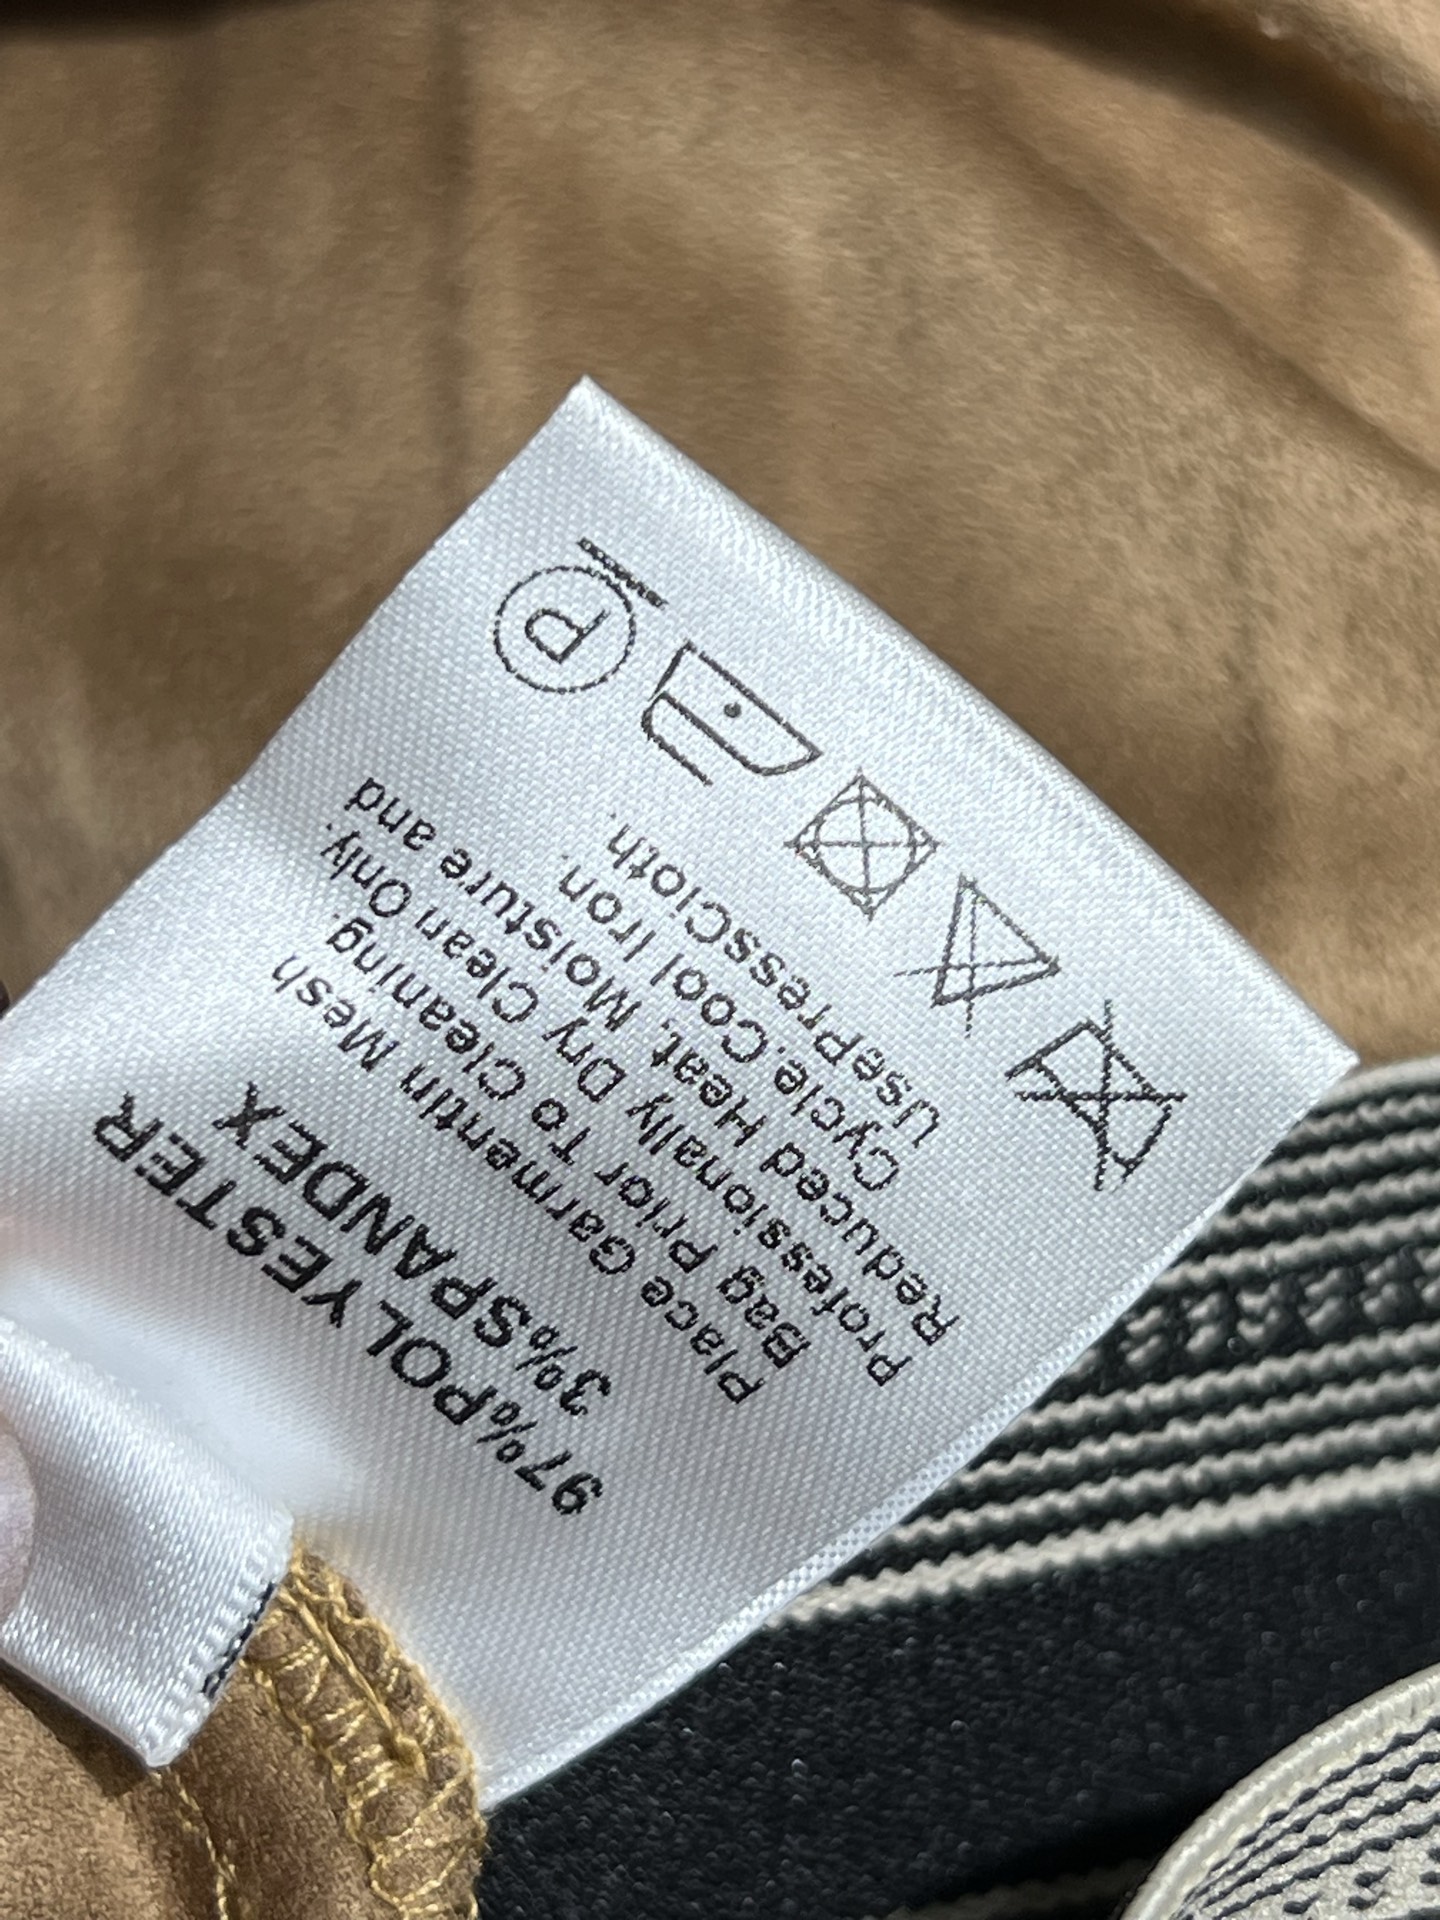 97%POLYESTER
3%SPANDEX
Place GarmentIn Mesh
Bag Prior To Cleaning.
Professionally Dry Clean Only.
Reduced Heat, Moisture and
Cycle.Cool Iron.
UsePressCloth.
P